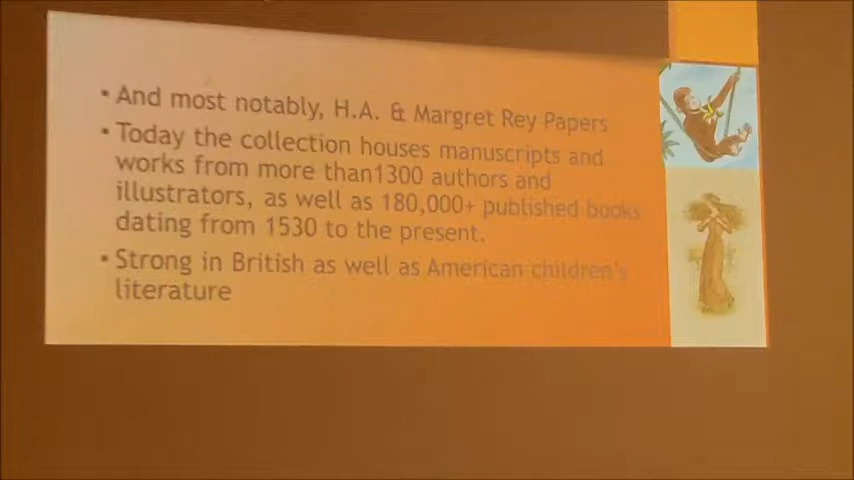 • And most notably, H.A. & Margret Rey Papers
• Today the collection houses manuscripts and
works from more than1300 authors and
illustrators, as well as 180,000+ published books
dating from 1530 to the present.
• Strong in British as well as American children's
literature